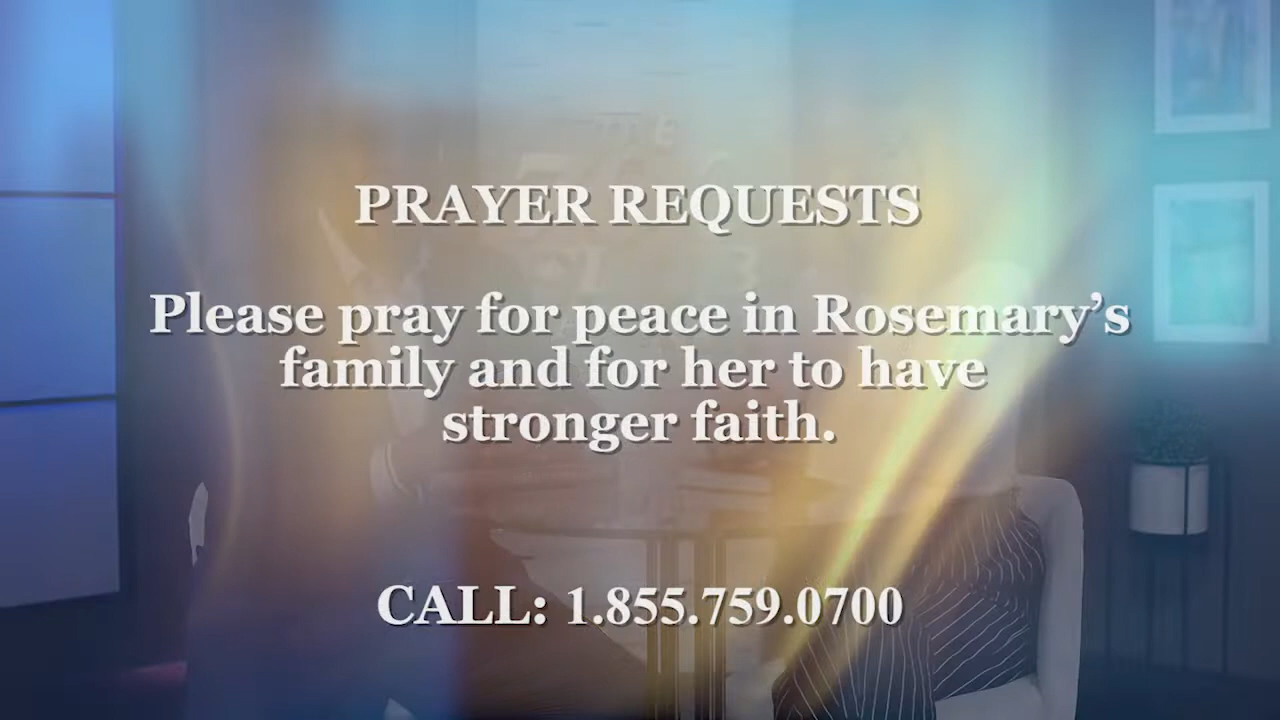 PRAYER REQUESTS
Please pray for peace in Rosemary’s
family and for her to have
stronger faith.
CALL: 1.855.759.0700